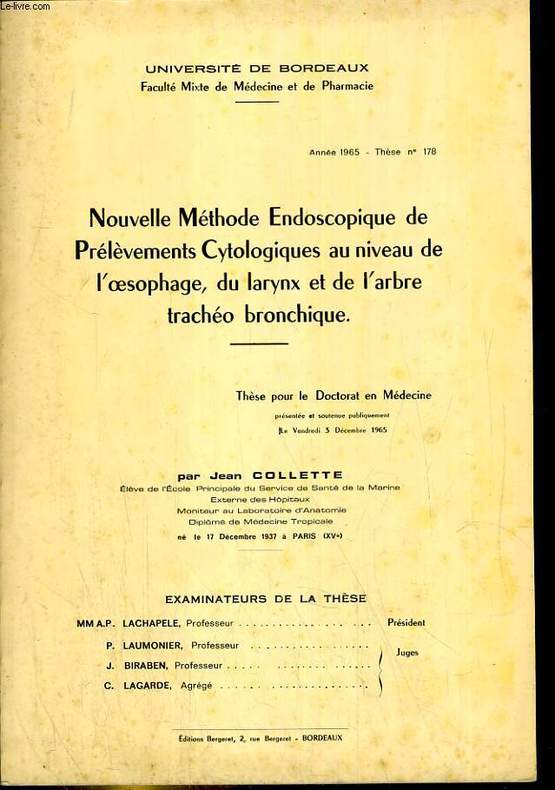 Le-livre.com
UNIVERSITÉ DE BORDEAUX
Faculté Mixte de Médecine et de Pharmacie
Année 1965 - Thèse n° 178
Nouvelle Méthode Endoscopique de
Prélèvements Cytologiques au niveau de
l'œsophage, du larynx et de l'arbre
trachéo bronchique.
Thèse pour le Doctorat en Médecine
présentée et soutenue publiquement
Le Vendredi 3 Décembre 1965
par Jean COLLETTE
Élève de l'École Principale du Service de Santé de la Marine
Externe des Hôpitaux
Moniteur au Laboratoire d'Anatomie
Diplômé de Médecine Tropicale
né le 17 Décembre 1937 à PARIS (XVe)
EXAMINATEURS DE LA THÈSE
MM A.P. LACHAPELE, Professeur ..................... Président
P. LAUMONIER, Professeur .....................
Juges
J. BIRABEN, Professeur .....................
C. LAGARDE, Agrégé .....................
Éditions Bergeret, 2, rue Bergeret - BORDEAUX